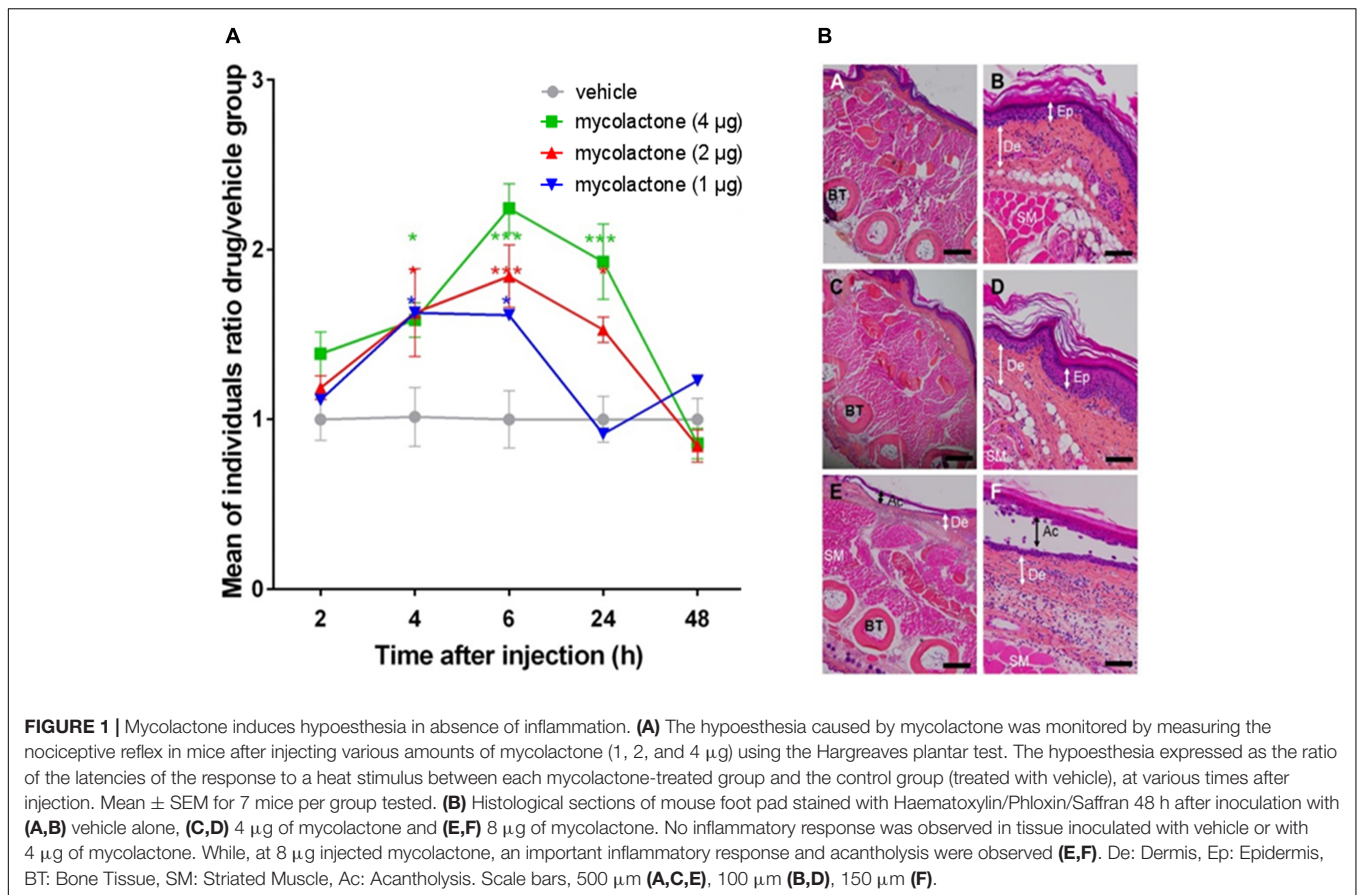 A
B
Mean of individuals ratio drug/vehicle group
3
2
1
0
vehicle
mycolactone (4 µg)
mycolactone (2 µg)
mycolactone (1 µg)
* *** ***
* *** *
* *
2 4 6 24 48
Time after injection (h)
A
BT
B
Ep
De
SM
C
BT
D
De
Ep
SM
E
Ac
De
SM
BT
F
Ac
De
SM
FIGURE 1 | Mycolactone induces hypoesthesia in absence of inflammation. (A) The hypoesthesia caused by mycolactone was monitored by measuring the
nociceptive reflex in mice after injecting various amounts of mycolactone (1, 2, and 4 µg) using the Hargreaves plantar test. The hypoesthesia expressed as the ratio
of the latencies of the response to a heat stimulus between each mycolactone-treated group and the control group (treated with vehicle), at various times after
injection. Mean ± SEM for 7 mice per group tested. (B) Histological sections of mouse foot pad stained with Haematoxylin/Phloxin/Saffran 48 h after inoculation with
(A,B) vehicle alone, (C,D) 4 µg of mycolactone and (E,F) 8 µg of mycolactone. No inflammatory response was observed in tissue inoculated with vehicle or with
4 µg of mycolactone. While, at 8 µg injected mycolactone, an important inflammatory response and acantholysis were observed (E,F). De: Dermis, Ep: Epidermis,
BT: Bone Tissue, SM: Striated Muscle, Ac: Acantholysis. Scale bars, 500 µm (A,C,E), 100 µm (B,D), 150 µm (F).